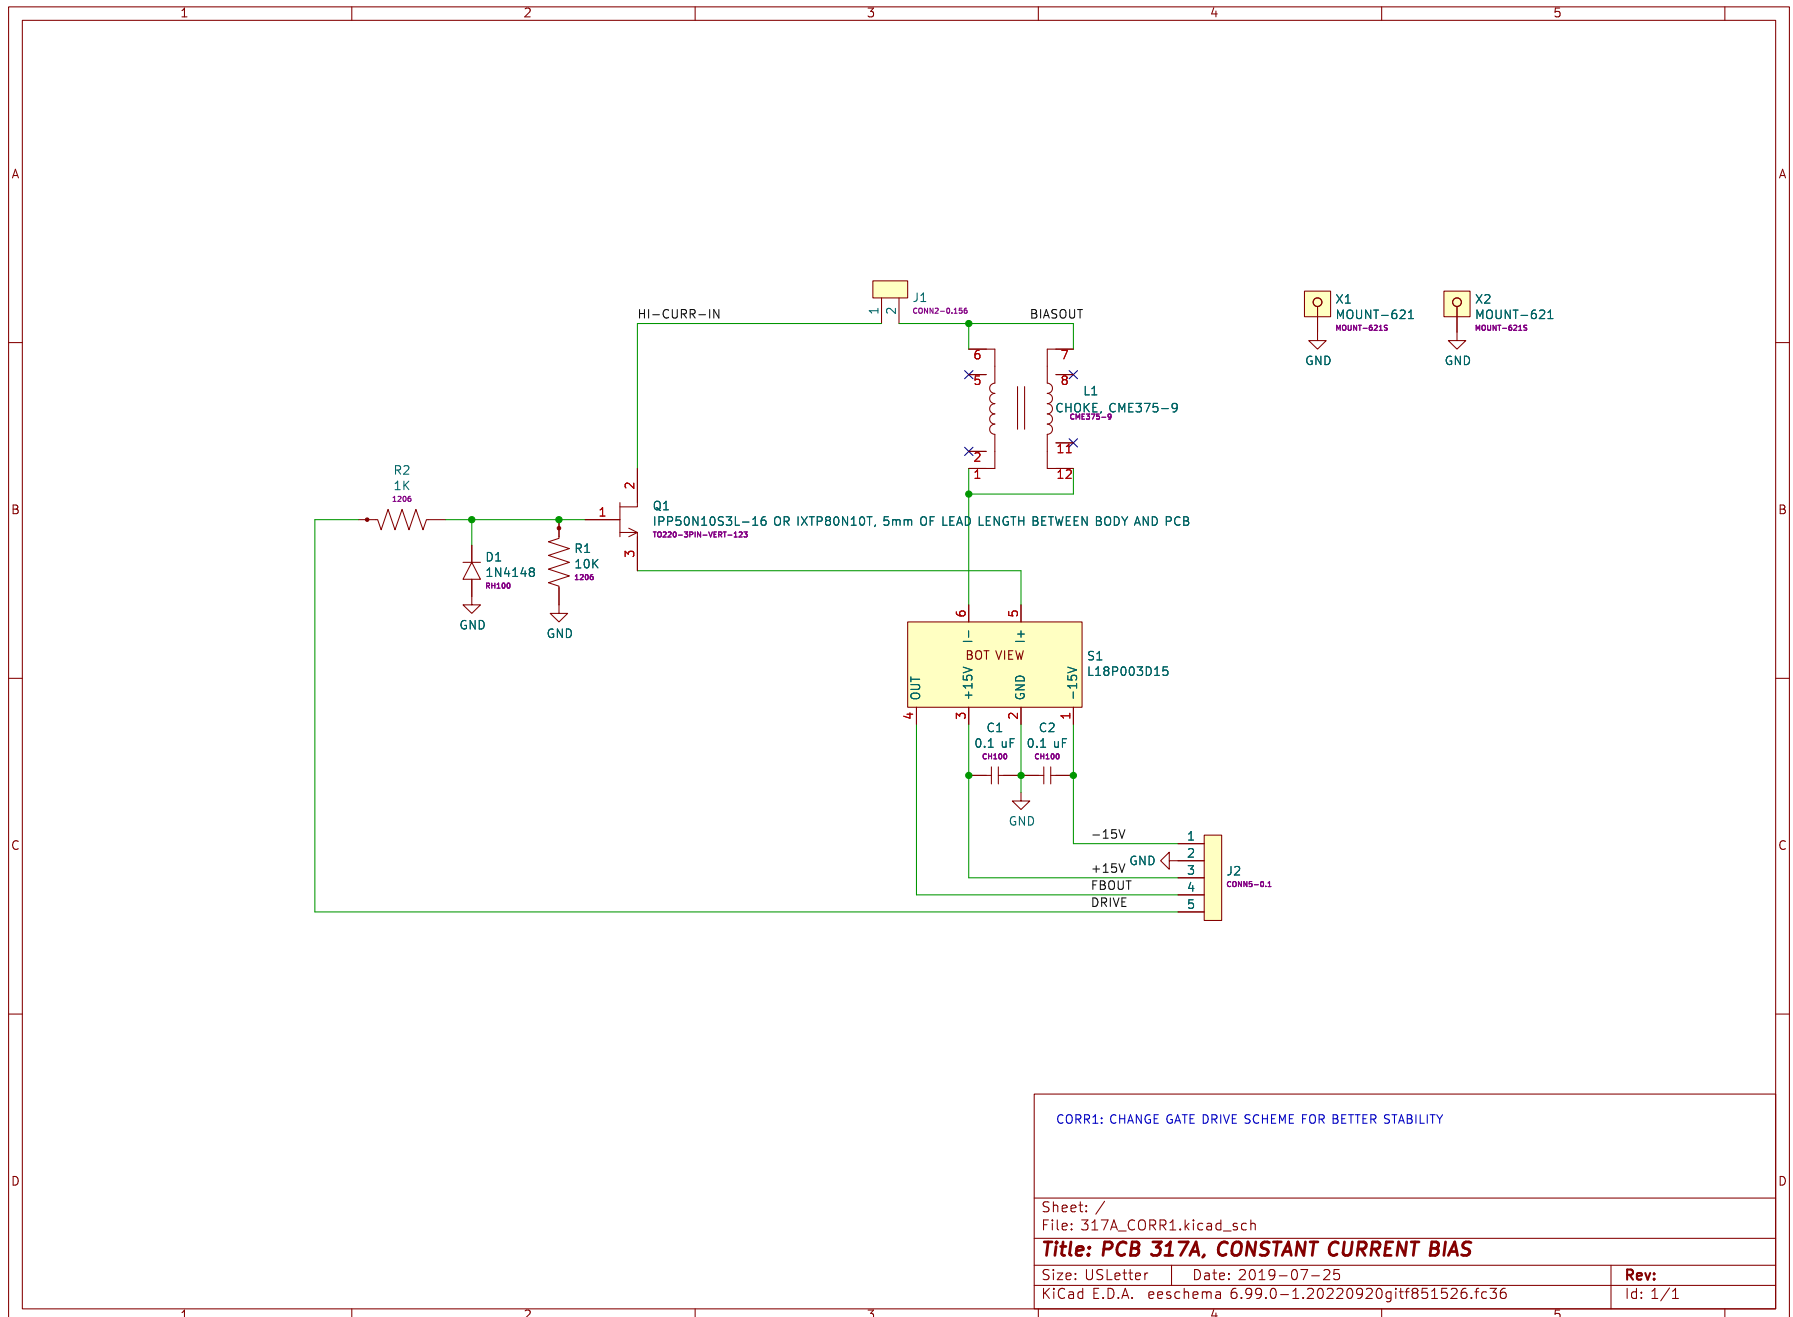 1 2 3 4 5
A A
HI-CURR-IN
1 2
J1
CONN2-0.156
BIASOUT
X1
MOUNT-621
MOUNT-621S
GND
X2
MOUNT-621
MOUNT-621S
GND
6
5
2
1
7
8
11
12
L1
CHOKE, CME375-9
CME375-9
R2
1K
1206
B B
1
2
3
Q1
IPP50N10S3L-16 OR IXTP80N10T, 5mm OF LEAD LENGTH BETWEEN BODY AND PCB
TO220-3PIN-VERT-123
D1
1N4148
RH100
GND
R1
10K
1206
GND
6 5
I- I+
BOT VIEW
OUT +15V GND -15V
S1
L18P003D15
4 3 2 1
C1
0.1 uF
CH100
C2
0.1 uF
CH100
GND
C C
-15V 1
GND 2
+15V 3
FBOUT 4
DRIVE 5
J2
CONN5-0.1
D D
CORR1: CHANGE GATE DRIVE SCHEME FOR BETTER STABILITY
Sheet: /
File: 317A_CORR1.kicad_sch
Title: PCB 317A, CONSTANT CURRENT BIAS
Size: USLetter Date: 2019-07-25 Rev:
KiCad E.D.A. eeschema 6.99.0-1.20220920gitf851526.fc36 Id: 1/1
1 2 3 4 5